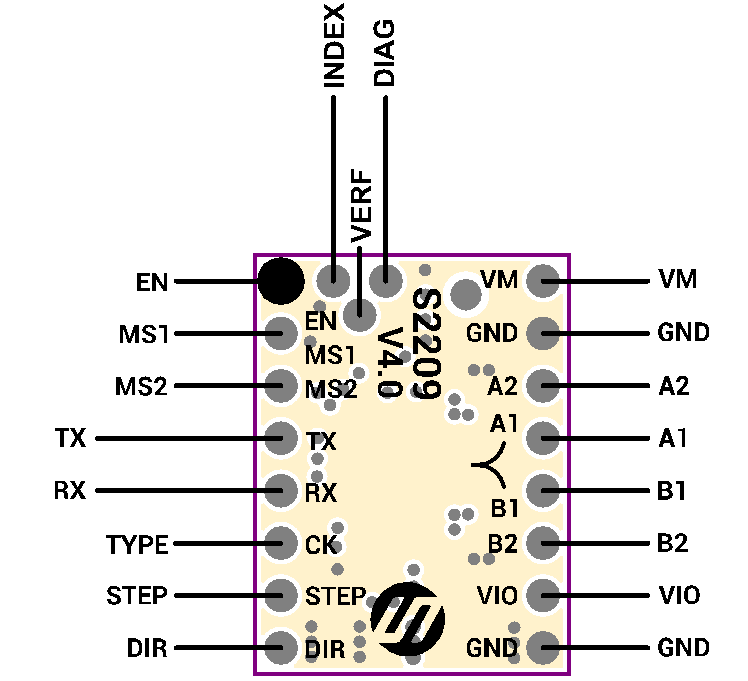 INDEX
DIAG
VERF
EN
MS1
MS2
TX
RX
TYPE
STEP
DIR
EN
MS1
MS2
TX
RX
CK
STEP
DIR
S2209
V4.0
VM
GND
A2
A1
B1
B2
VIO
GND
VM
GND
A2
A1
B1
B2
VIO
GND